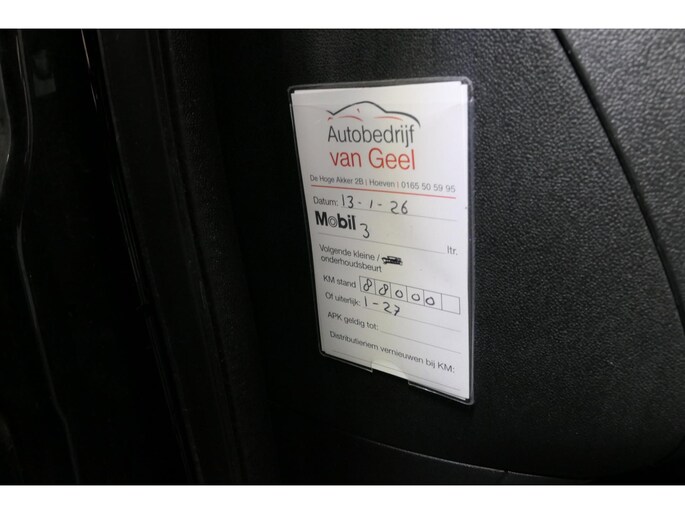 Autobedrijf
van Geel
De Hoge Akker 2B | Hoeven | 0165 50 59 95
Datum: 13-1-26
Mobil 3 ltr.
Volgende kleine /
onderhoudsbeurt
KM stand 88000
Of uiterlijk: 1-27
APK geldig tot:
Distributieriem vernieuwen bij KM: